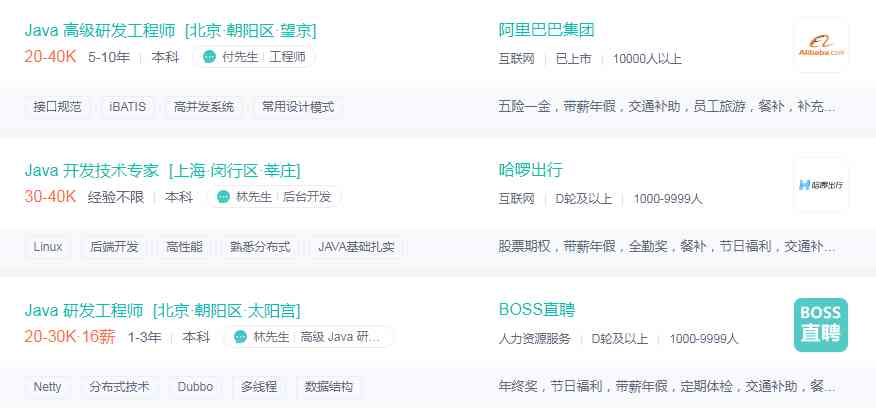 Java 高级研发工程师 [北京·朝阳区·望京]
20-40K 5-10年 本科 付先生 工程师
阿里巴巴集团
互联网 已上市 10000人以上
Alibaba.com
接口规范 iBATIS 高并发系统 常用设计模式
五险一金，带薪年假，交通补助，员工旅游，餐补，补充...
Java 开发技术专家 [上海·闵行区·莘庄]
30-40K 经验不限 本科 林先生 后台开发
哈啰出行
互联网 D轮及以上 1000-9999人
哈啰出行
Linux 后端开发 高性能 熟悉分布式 JAVA基础扎实
股票期权，带薪年假，全勤奖，餐补，节日福利，交通补...
Java 研发工程师 [北京·朝阳区·太阳宫]
20-30K·16薪 1-3年 本科 林先生 高级 Java 研...
BOSS直聘
人力资源服务 D轮及以上 1000-9999人
BOSS
直聘
Netty 分布式技术 Dubbo 多线程 数据结构
年终奖，节日福利，带薪年假，定期体检，交通补助，餐...